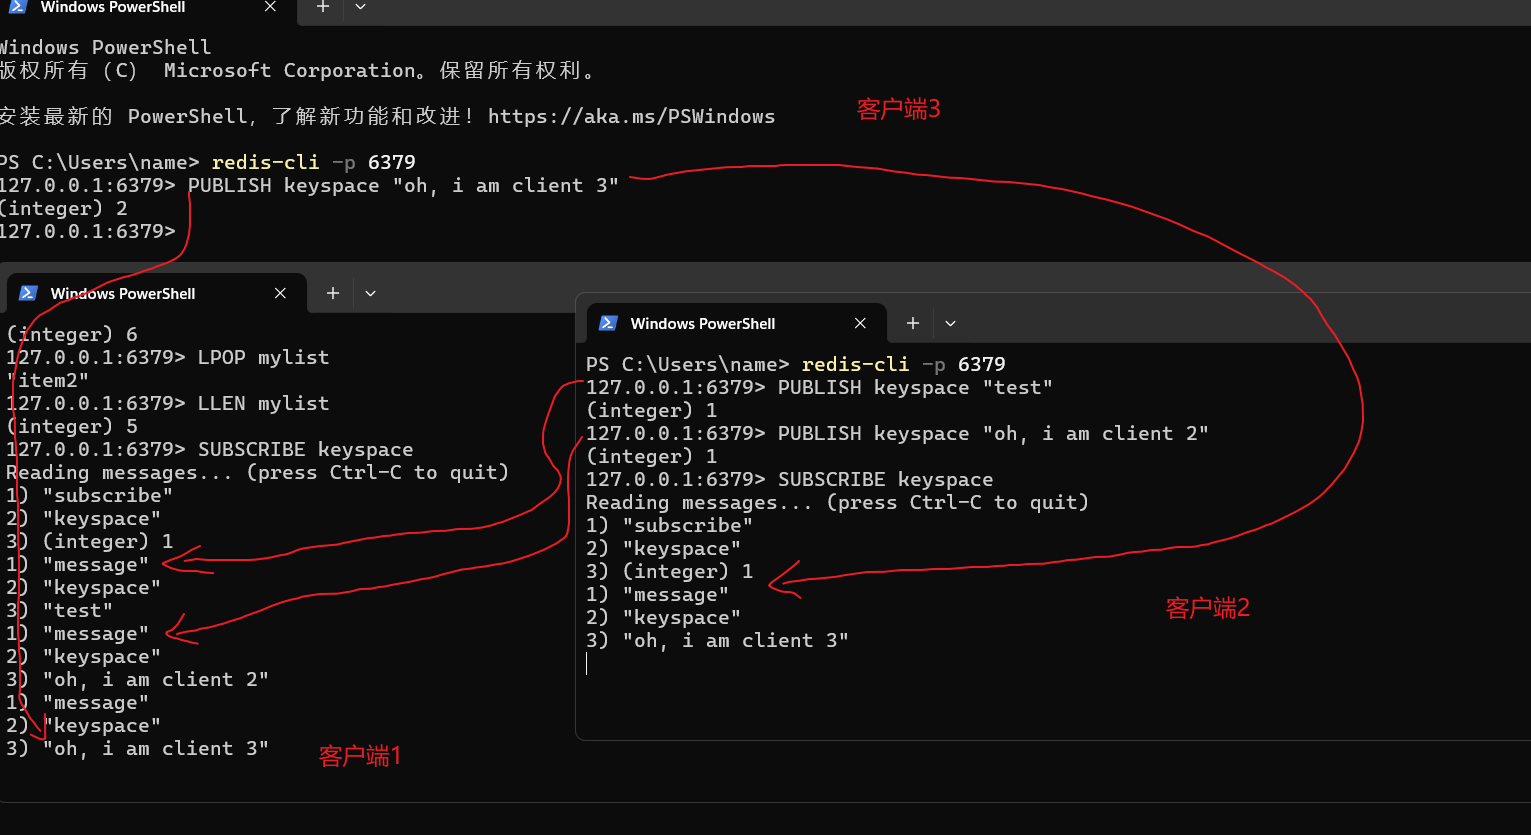 Windows PowerShell
Windows PowerShell
版权所有 (C) Microsoft Corporation。保留所有权利。
安装最新的 PowerShell，了解新功能和改进！https://aka.ms/PSWindows
客户端3
PS C:\Users\name> redis-cli -p 6379
127.0.0.1:6379> PUBLISH keyspace "oh, i am client 3"
(integer) 2
127.0.0.1:6379>
Windows PowerShell
(integer) 6
127.0.0.1:6379> LPOP mylist
"item2"
127.0.0.1:6379> LLEN mylist
(integer) 5
127.0.0.1:6379> SUBSCRIBE keyspace
Reading messages... (press Ctrl-C to quit)
1) "subscribe"
2) "keyspace"
3) (integer) 1
1) "message"
2) "keyspace"
3) "test"
1) "message"
2) "keyspace"
3) "oh, i am client 2"
1) "message"
2) "keyspace"
3) "oh, i am client 3"
客户端1
Windows PowerShell
PS C:\Users\name> redis-cli -p 6379
127.0.0.1:6379> PUBLISH keyspace "test"
(integer) 1
127.0.0.1:6379> PUBLISH keyspace "oh, i am client 2"
(integer) 1
127.0.0.1:6379> SUBSCRIBE keyspace
Reading messages... (press Ctrl-C to quit)
1) "subscribe"
2) "keyspace"
3) (integer) 1
1) "message"
2) "keyspace"
3) "oh, i am client 3"
客户端2